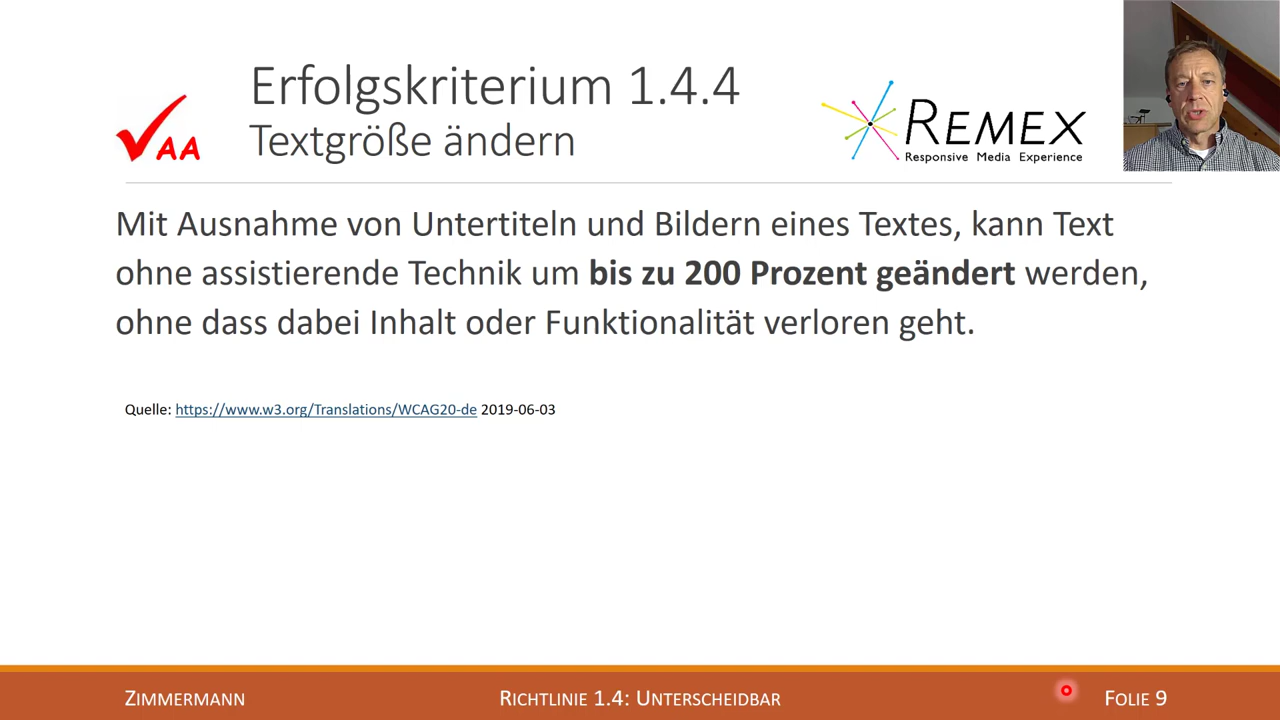 Erfolgskriterium 1.4.4
Textgröße ändern
AA
REMEX
Responsive Media Experience
Mit Ausnahme von Untertiteln und Bildern eines Textes, kann Text
ohne assistierende Technik um bis zu 200 Prozent geändert werden,
ohne dass dabei Inhalt oder Funktionalität verloren geht.
Quelle: https://www.w3.org/Translations/WCAG20-de 2019-06-03
ZIMMERMANN
RICHTLINIE 1.4: UNTERSCHEIDBAR
FOLIE 9